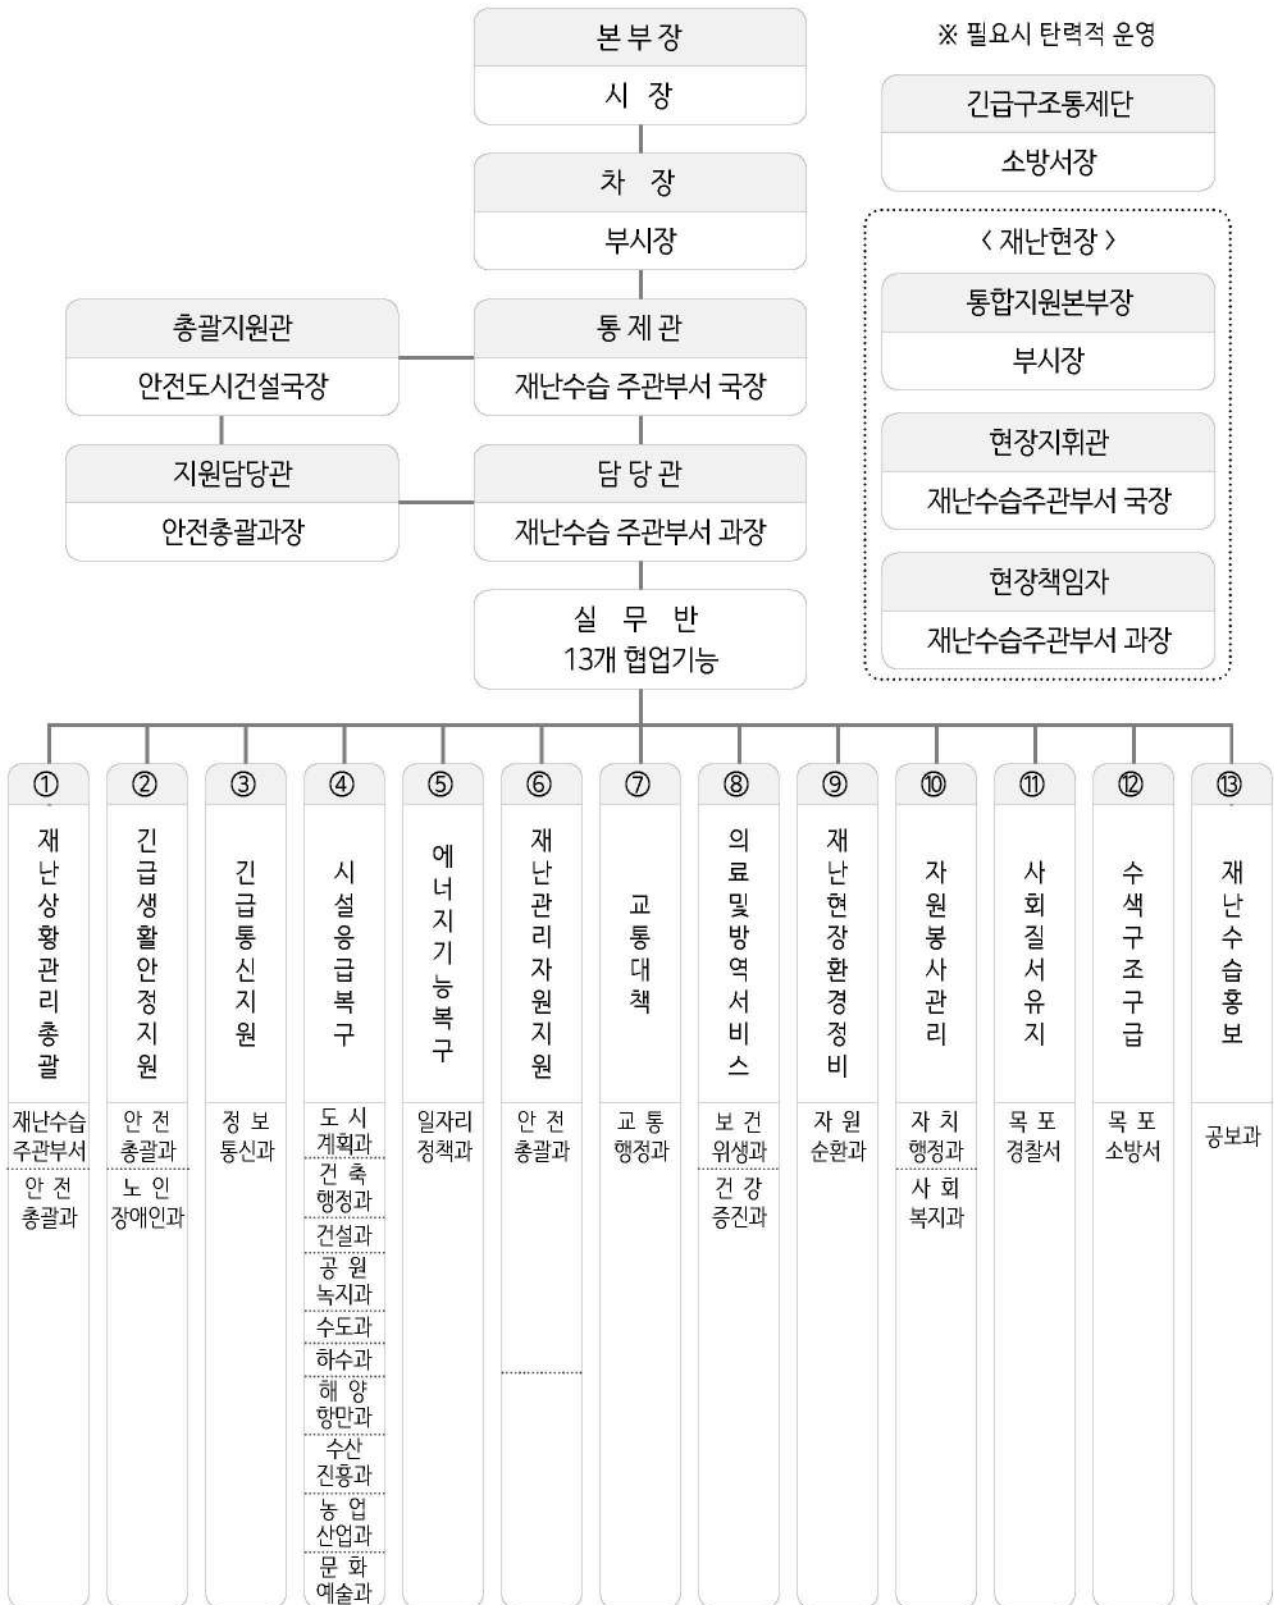 본 부 장
시 장
※ 필요시 탄력적 운영
긴급구조통제단
소방서장
차 장
부시장
〈 재난현장 〉
통합지원본부장
부시장
총괄지원관
안전도시건설국장
통 제 관
재난수습 주관부서 국장
현장지휘관
재난수습주관부서 국장
지원담당관
안전총괄과장
담 당 관
재난수습 주관부서 과장
현장책임자
재난수습주관부서 과장
실 무 반
13개 협업기능
①
재난상황관리총괄
재난수습
주관부서
안 전
총괄과
②
긴급생활안정지원
안 전
총괄과
노 인
장애인과
③
긴급통신지원
정 보
통신과
④
시설응급복구
도 시
계획과
건 축
행정과
건설과
공 원
녹지과
수도과
하수과
해 양
항만과
수산
진흥과
농 업
산업과
문 화
예술과
⑤
에너지기능복구
일자리
정책과
⑥
재난관리자원지원
안 전
총괄과
⑦
교통대책
교 통
행정과
⑧
의료및방역서비스
보 건
위생과
건 강
증진과
⑨
재난현장환경정비
자 원
순환과
⑩
자원봉사관리
자 치
행정과
사 회
복지과
⑪
사회질서유지
목 포
경찰서
⑫
수색구조구급
목 포
소방서
⑬
재난수습홍보
공보과